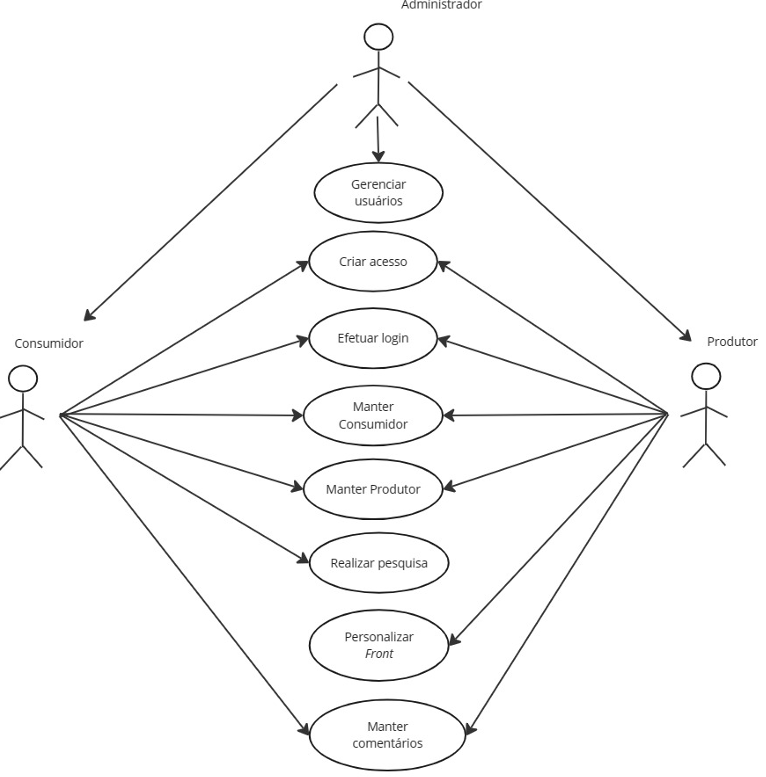 Administrador
Gerenciar
usuários
Criar acesso
Efetuar login
Consumidor
Produtor
Manter
Consumidor
Manter Produtor
Realizar pesquisa
Personalizar
Front
Manter
comentários